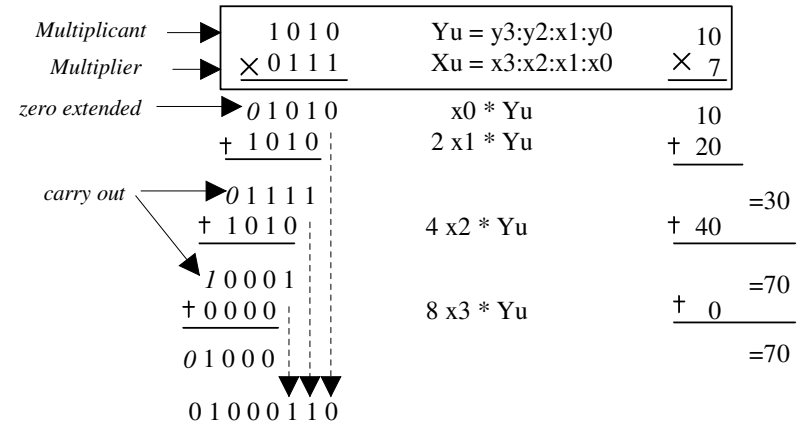 Multiplicant 1 0 1 0 Yu = y3:y2:x1:y0 10
Multiplier × 0 1 1 1 Xu = x3:x2:x1:x0 × 7
zero extended 0 1 0 1 0 x0 * Yu 10
+ 1 0 1 0 2 x1 * Yu + 20
carry out 0 1 1 1 1 =30
+ 1 0 1 0 4 x2 * Yu + 40
1 0 0 0 1 =70
+ 0 0 0 0 8 x3 * Yu + 0
0 1 0 0 0 =70
0 1 0 0 0 1 1 0